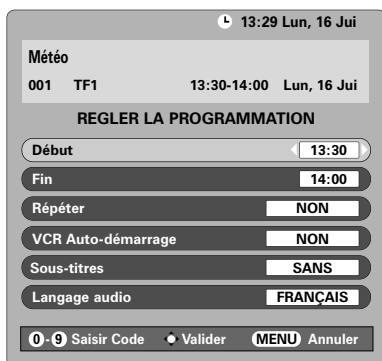 13:29 Lun, 16 Jui
Météo
001 TF1 13:30-14:00 Lun, 16 Jui
REGLER LA PROGRAMMATION
Début 13:30
Fin 14:00
Répéter NON
VCR Auto-démarrage NON
Sous-titres SANS
Langage audio FRANÇAIS
0-9 Saisir Code Valider MENU Annuler